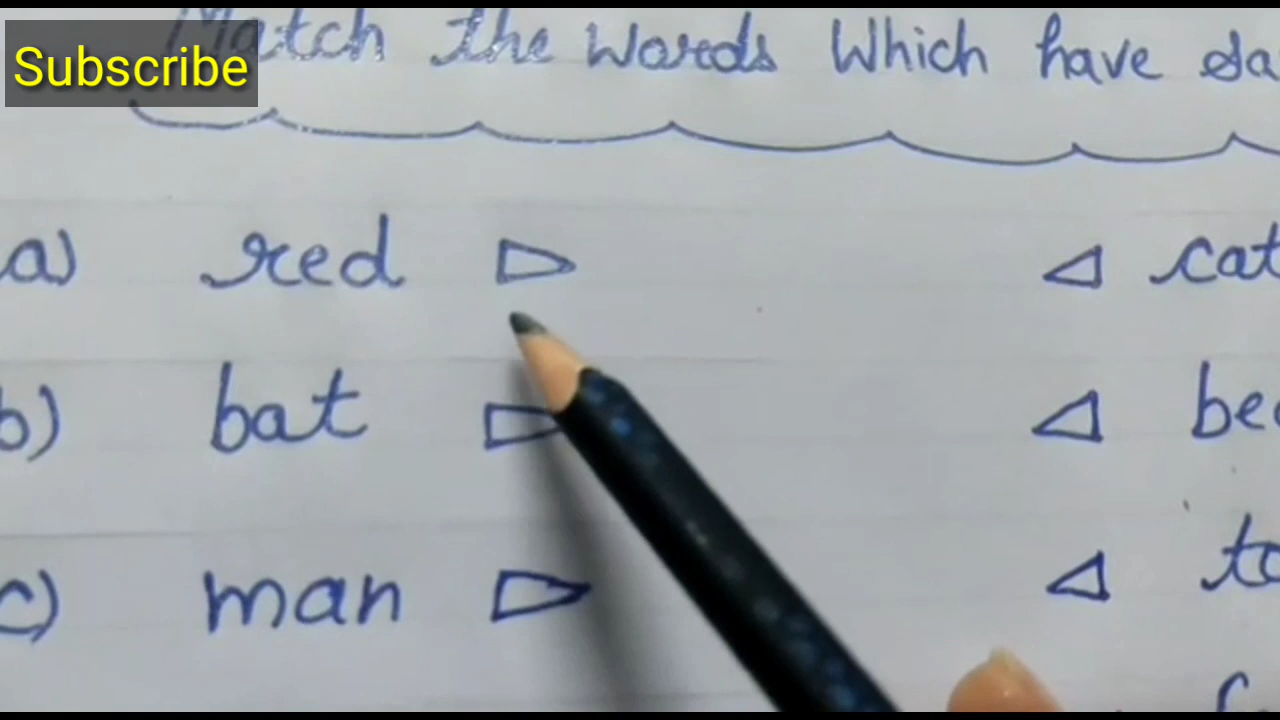 Subscribe
Match The Words Which have
a) red cat
b) bat
c) man